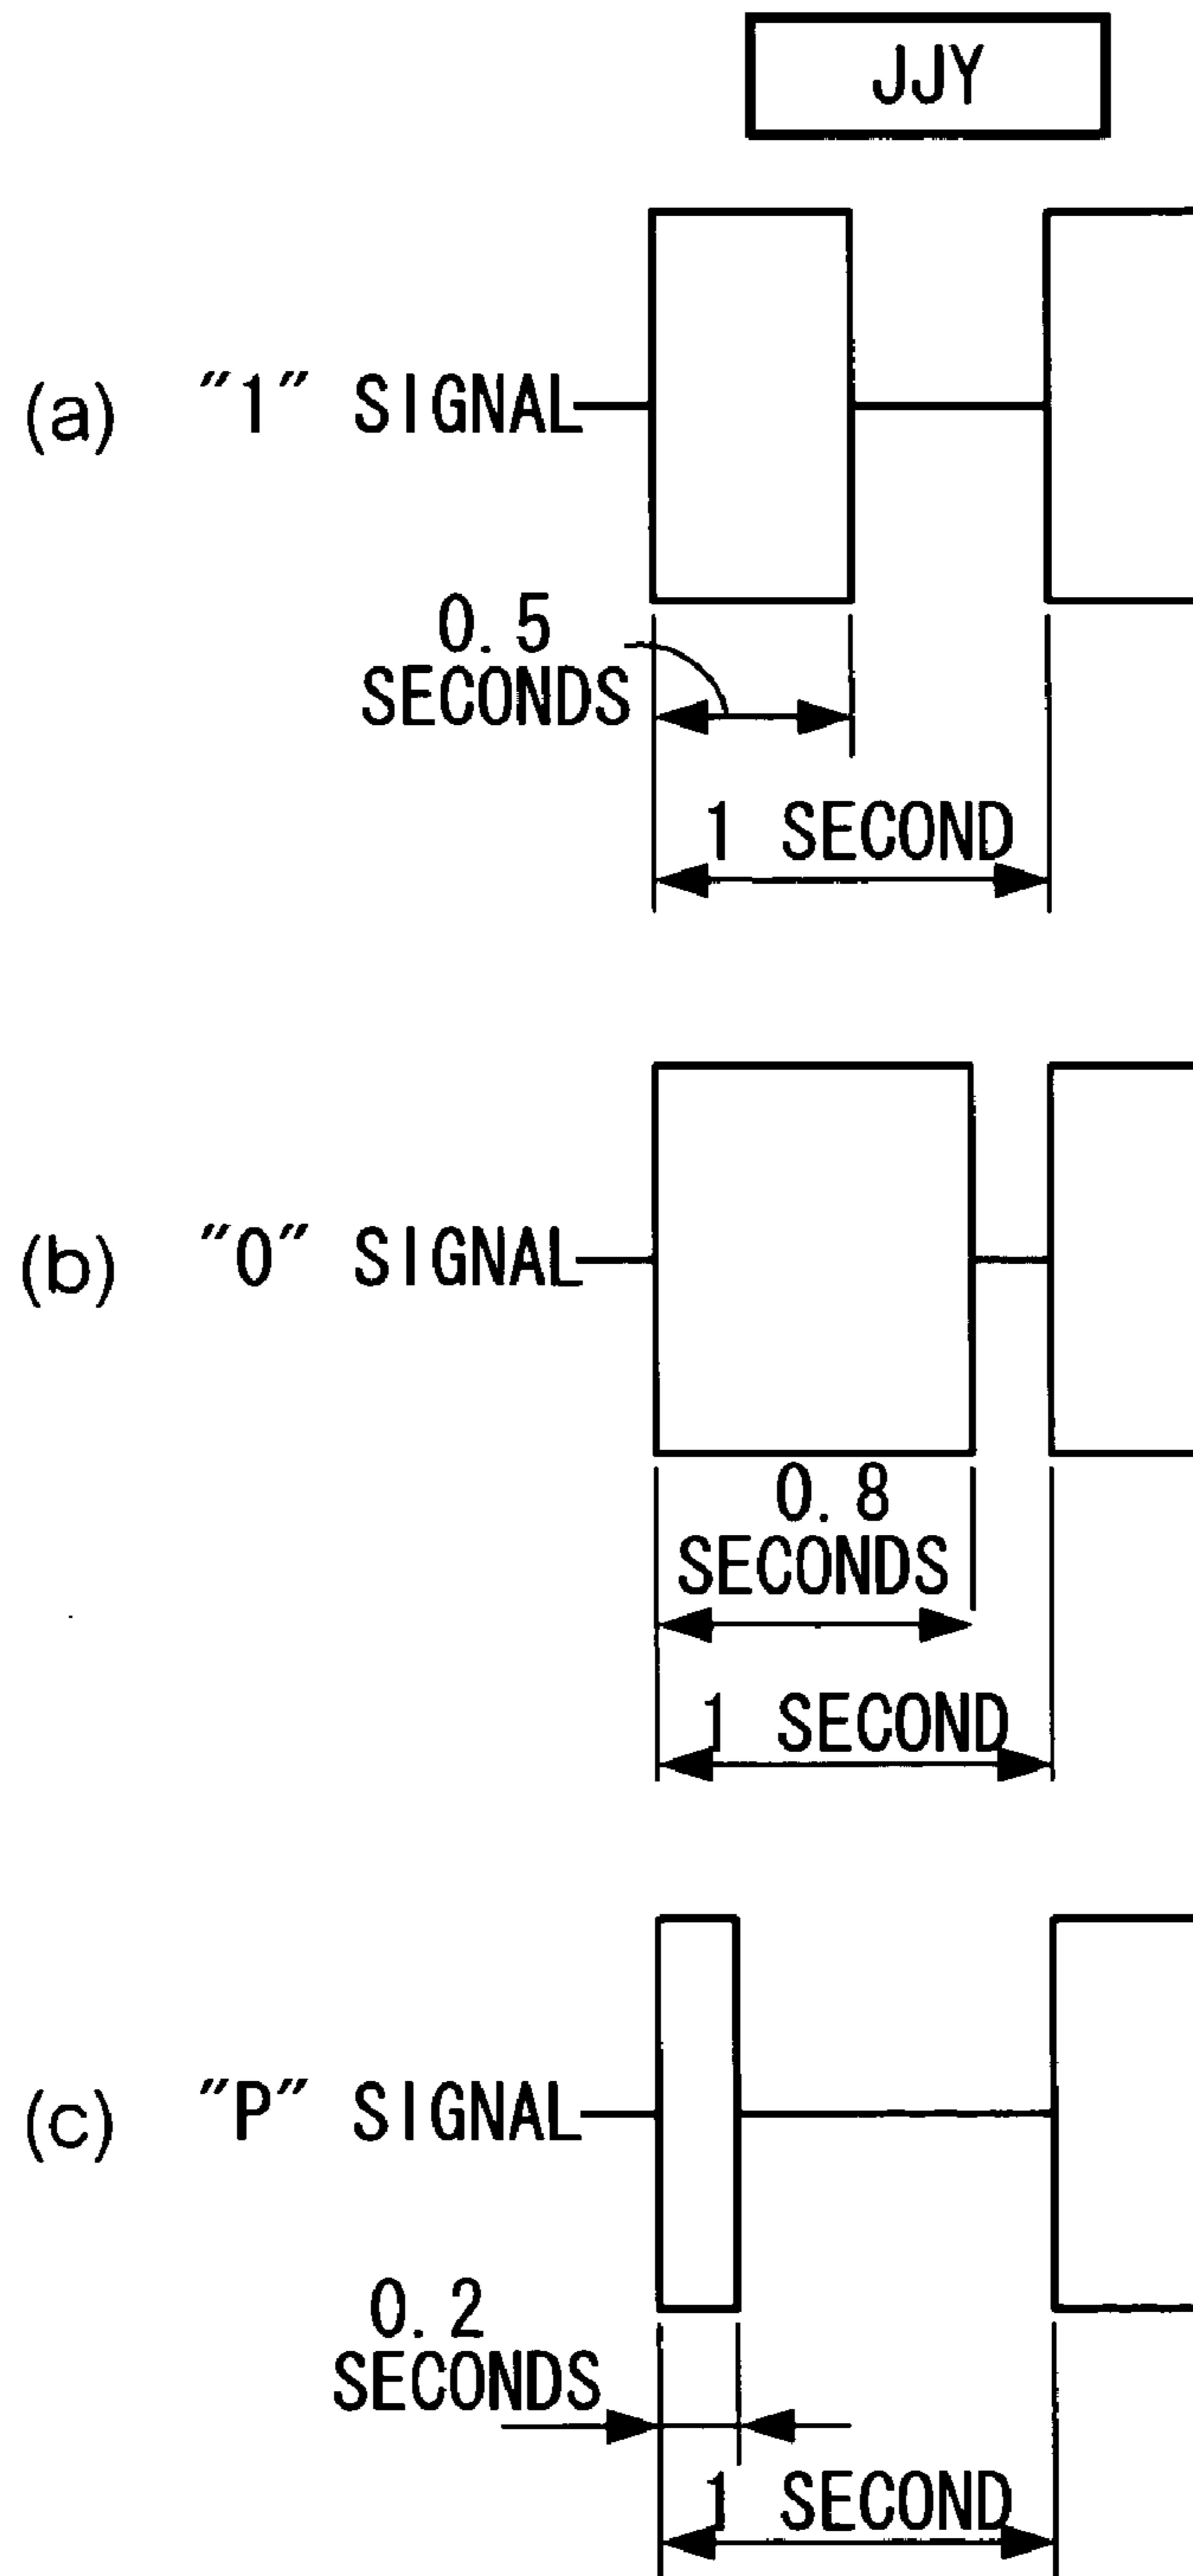 JJY
(a) "1" SIGNAL
0.5
SECONDS
1 SECOND
(b) "0" SIGNAL
0.8
SECONDS
1 SECOND
(c) "P" SIGNAL
0.2
SECONDS
1 SECOND